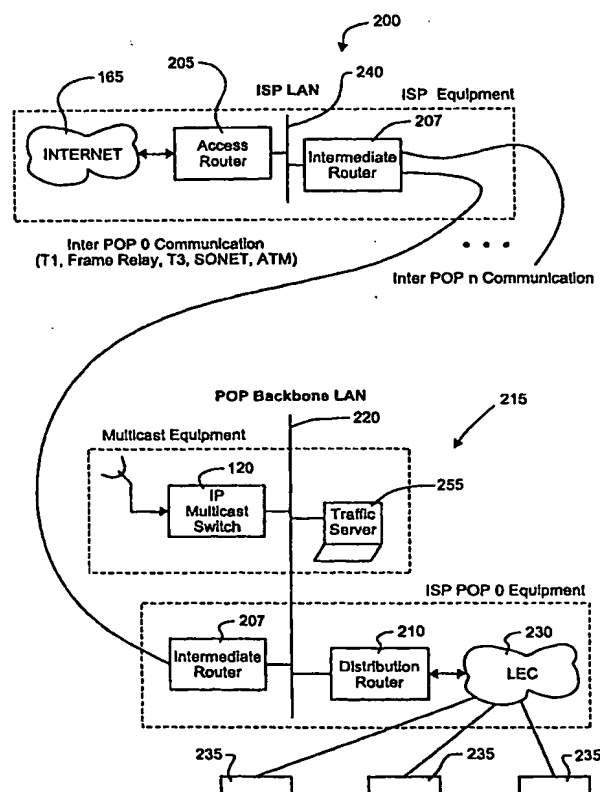 200
205
ISP LAN
240
165
ISP Equipment
207
INTERNET
Access
Router
Intermediate
Router
Inter POP 0 Communication
(T1, Frame Relay, T3, SONET, ATM)
• • •
Inter POP n Communication
POP Backbone LAN
220
215
Multicast Equipment
120
255
IP
Multicast
Switch
Traffic
Server
ISP POP 0 Equipment
207
210
230
Intermediate
Router
Distribution
Router
LEC
235
235
235